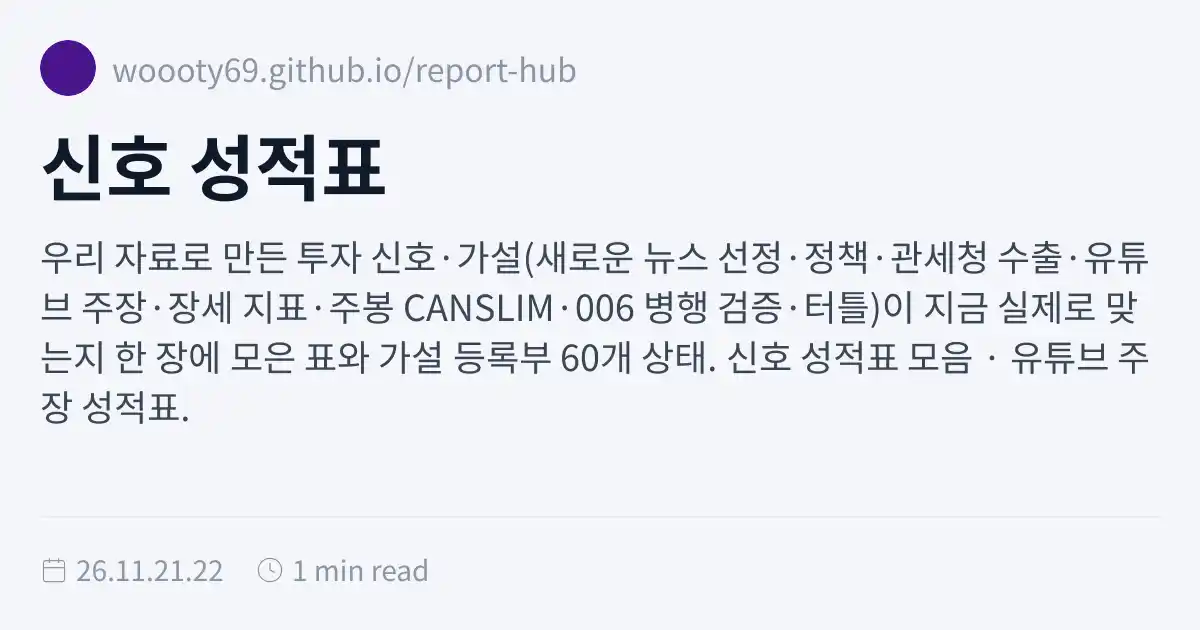 woooty69.github.io/report-hub
신호 성적표
우리 자료로 만든 투자 신호·가설(새로운 뉴스 선정·정책·관세청 수출·유튜
브 주장·장세 지표·주봉 CANSLIM·006 병행 검증·터틀)이 지금 실제로 맞
는지 한 장에 모은 표와 가설 등록부 60개 상태. 신호 성적표 모음 · 유튜브 주
장 성적표.
26.11.21.22 1 min read